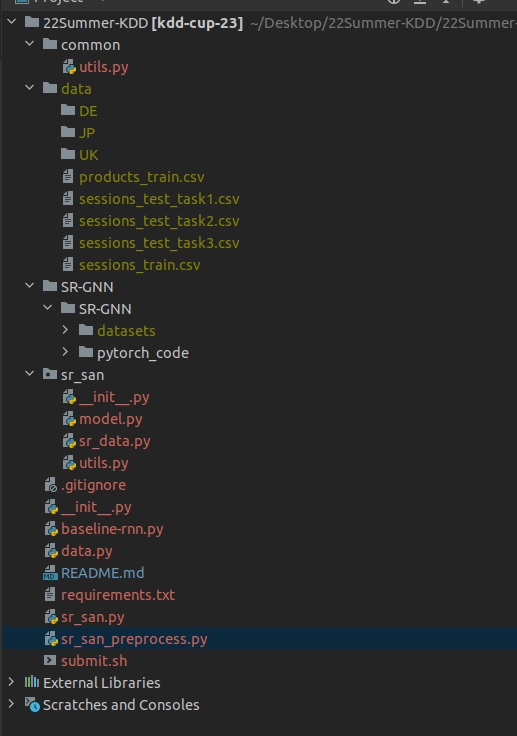 Project
22Summer-KDD [kdd-cup-23] ~/Desktop/22Summer-KDD/22Summer-
common
utils.py
data
DE
JP
UK
products_train.csv
sessions_test_task1.csv
sessions_test_task2.csv
sessions_test_task3.csv
sessions_train.csv
SR-GNN
SR-GNN
datasets
pytorch_code
sr_san
__init__.py
model.py
sr_data.py
utils.py
.gitignore
__init__.py
baseline-rnn.py
data.py
README.md
requirements.txt
sr_san.py
sr_san_preprocess.py
submit.sh
External Libraries
Scratches and Consoles